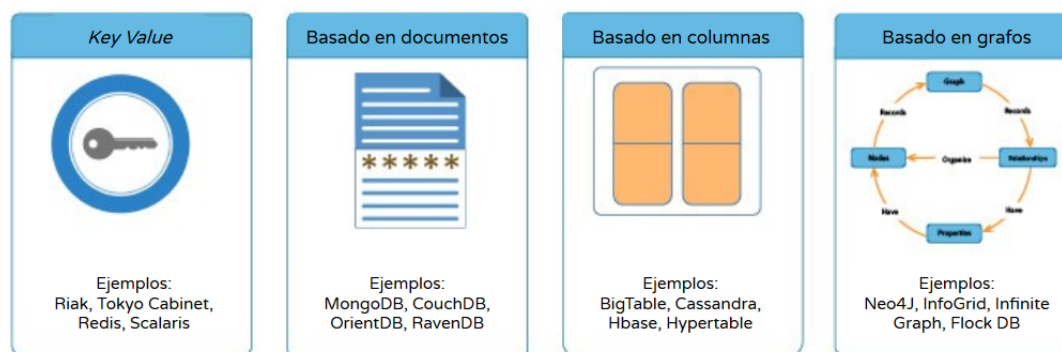 Key Value
Basado en documentos
Basado en columnas
Basado en grafos
Graph
Records
Records
Nodes
Organize
Relationships
Have
Have
Properties
*****
Ejemplos:
Riak, Tokyo Cabinet,
Redis, Scalaris
Ejemplos:
MongoDB, CouchDB,
OrientDB, RavenDB
Ejemplos:
BigTable, Cassandra,
Hbase, Hypertable
Ejemplos:
Neo4J, InfoGrid, Infinite
Graph, Flock DB